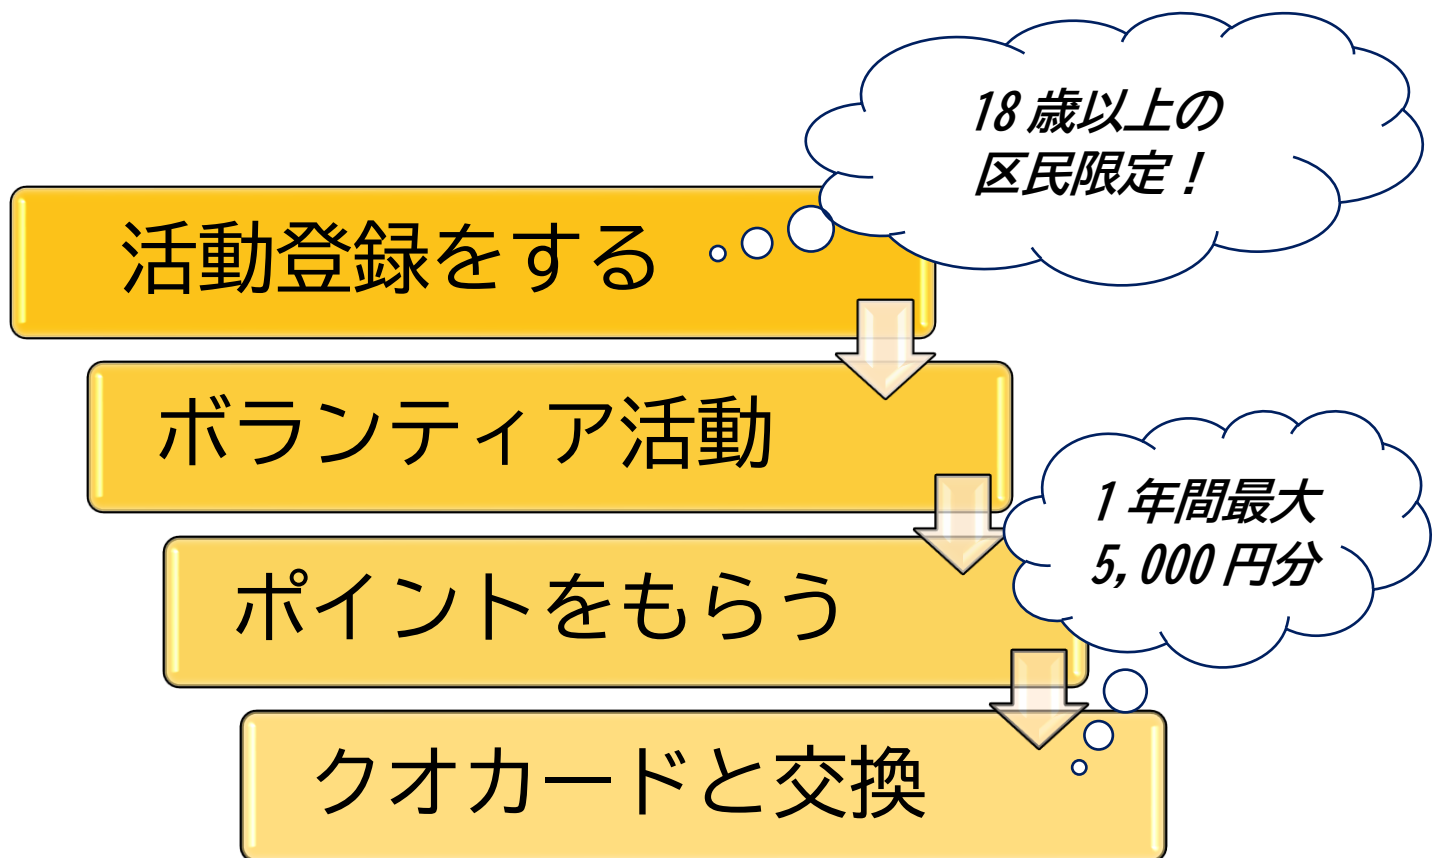 18歳以上の
区民限定！
活動登録をする
ボランティア活動
1年間最大
5,000円分
ポイントをもらう
クオカードと交換